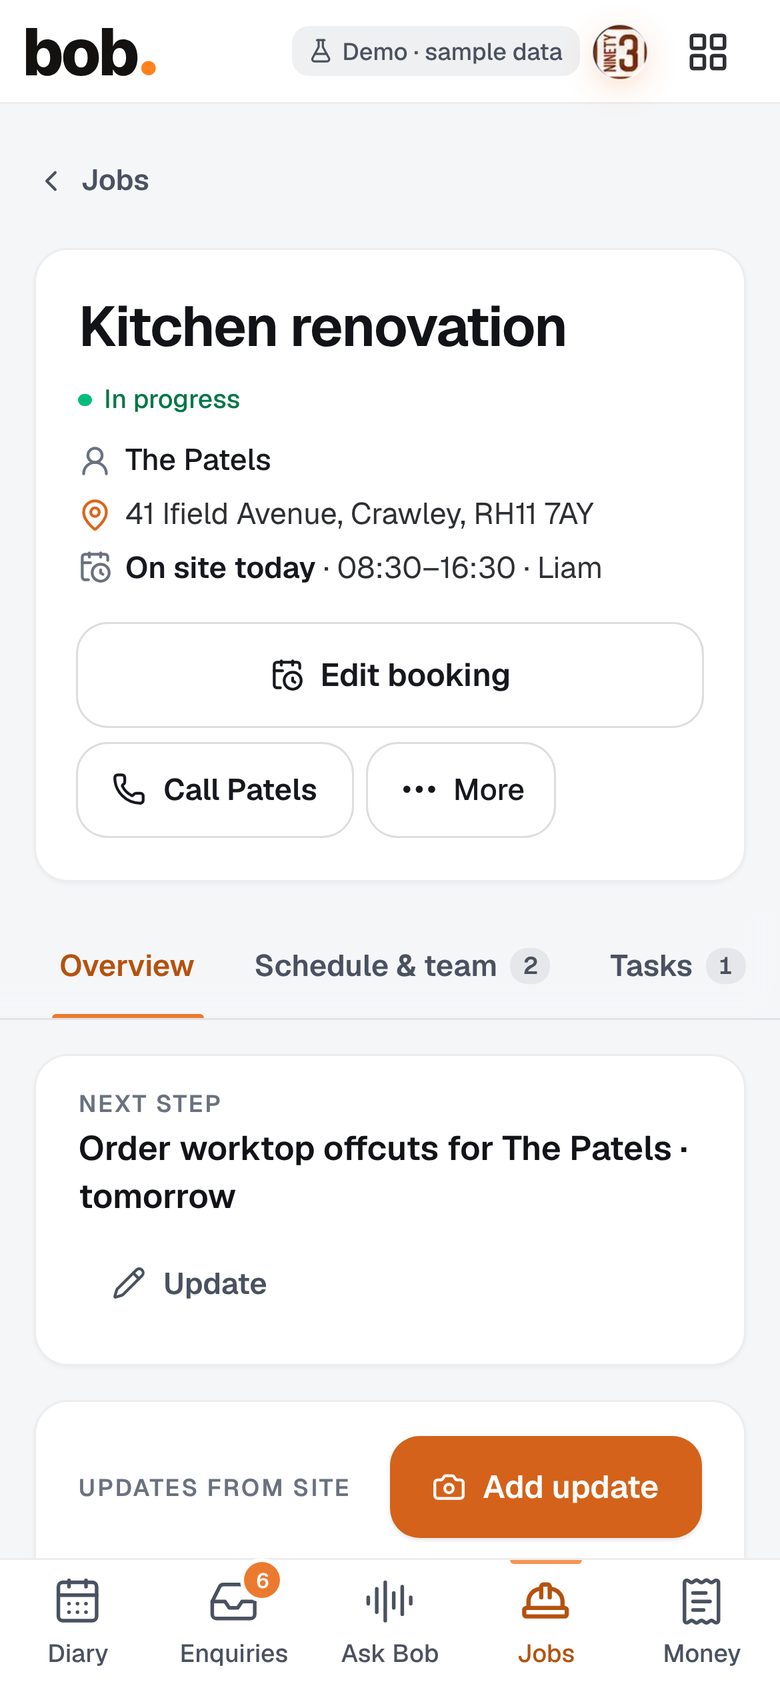 bob.
Demo · sample data
NINETY 3
Jobs
Kitchen renovation
In progress
The Patels
41 Ifield Avenue, Crawley, RH11 7AY
On site today · 08:30–16:30 · Liam
Edit booking
Call Patels
More
Overview
Schedule & team 2
Tasks 1
NEXT STEP
Order worktop offcuts for The Patels ·
tomorrow
Update
UPDATES FROM SITE
Add update
6
Diary
Enquiries
Ask Bob
Jobs
Money